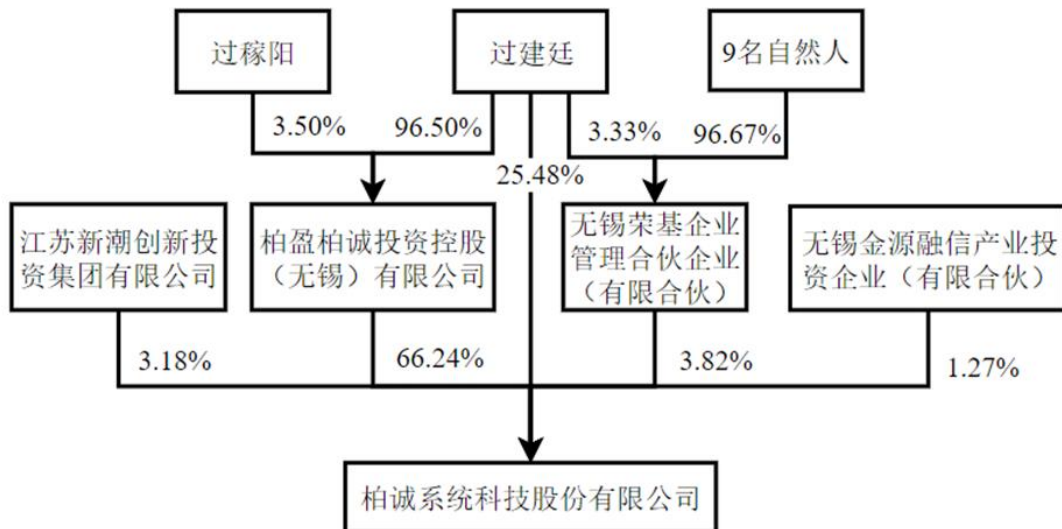 过稼阳
过建廷
9名自然人
3.50%
96.50%
3.33%
96.67%
25.48%
江苏新潮创新投
资集团有限公司
柏盈柏诚投资控股
（无锡）有限公司
无锡荣基企业
管理合伙企业
（有限合伙）
无锡金源融信产业投
资企业（有限合伙）
3.18%
66.24%
3.82%
1.27%
柏诚系统科技股份有限公司